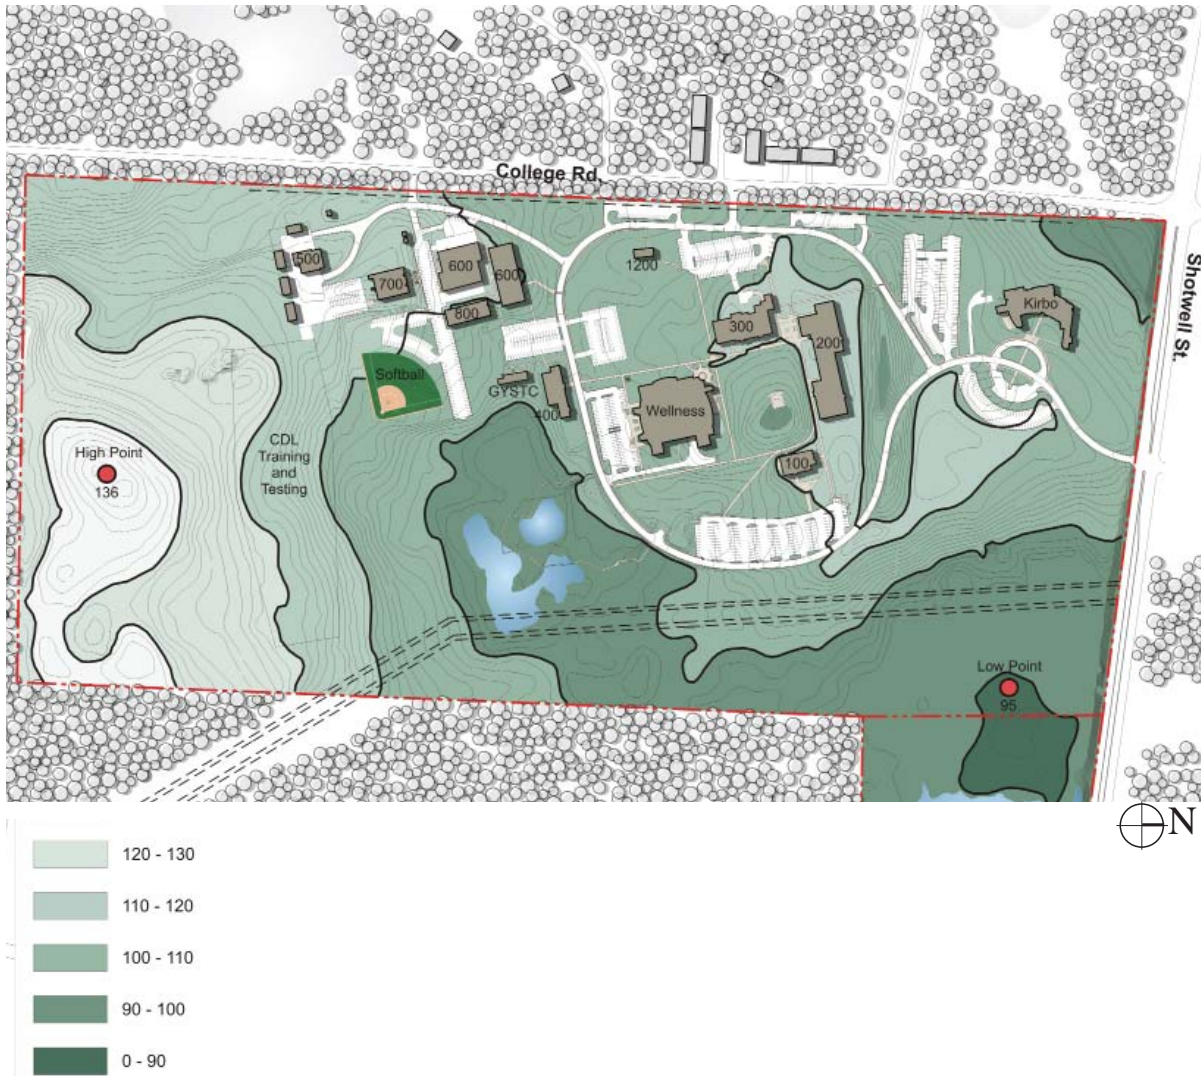 College Rd.
Shotwell St.
500
700
600
600
800
1200
300
200
Kirbo
Softball
GYSTC
400
Wellness
100
High Point
136
CDL
Training
and
Testing
Low Point
95
N
120 - 130
110 - 120
100 - 110
90 - 100
0 - 90